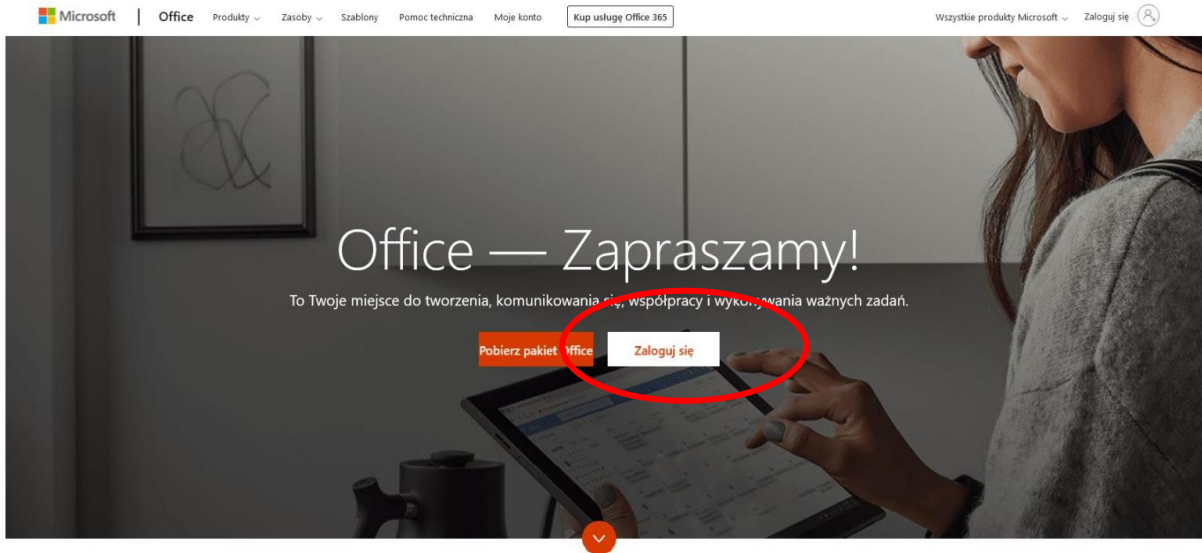 Microsoft Office Produkty Zasoby Szablony Pomoc techniczna Moje konto Kup usługę Office 365 Wszystkie produkty Microsoft Zaloguj się
Office — Zapraszamy!
To Twoje miejsce do tworzenia, komunikowania się, współpracy i wykonywania ważnych zadań.
Pobierz pakiet Office Zaloguj się